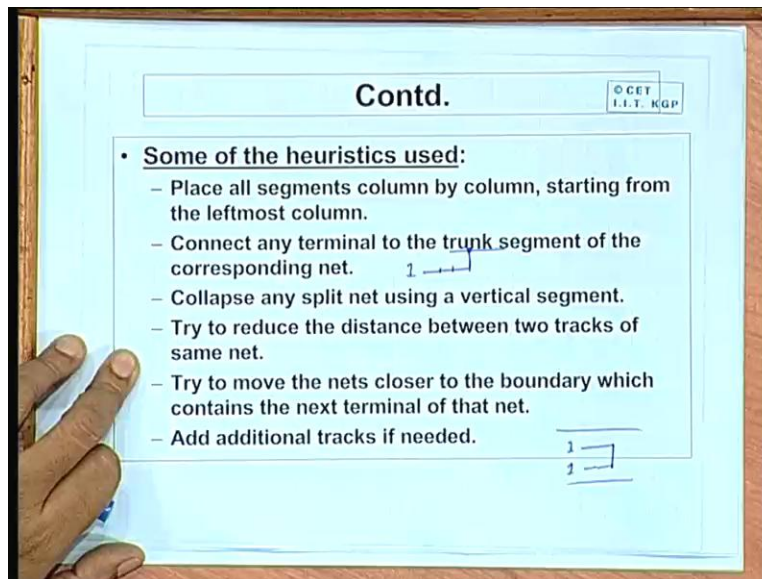 Contd.
© CET
I.I.T. KGP
• Some of the heuristics used:
– Place all segments column by column, starting from
the leftmost column.
– Connect any terminal to the trunk segment of the
corresponding net.
1
– Collapse any split net using a vertical segment.
– Try to reduce the distance between two tracks of
same net.
– Try to move the nets closer to the boundary which
contains the next terminal of that net.
– Add additional tracks if needed.
1
1